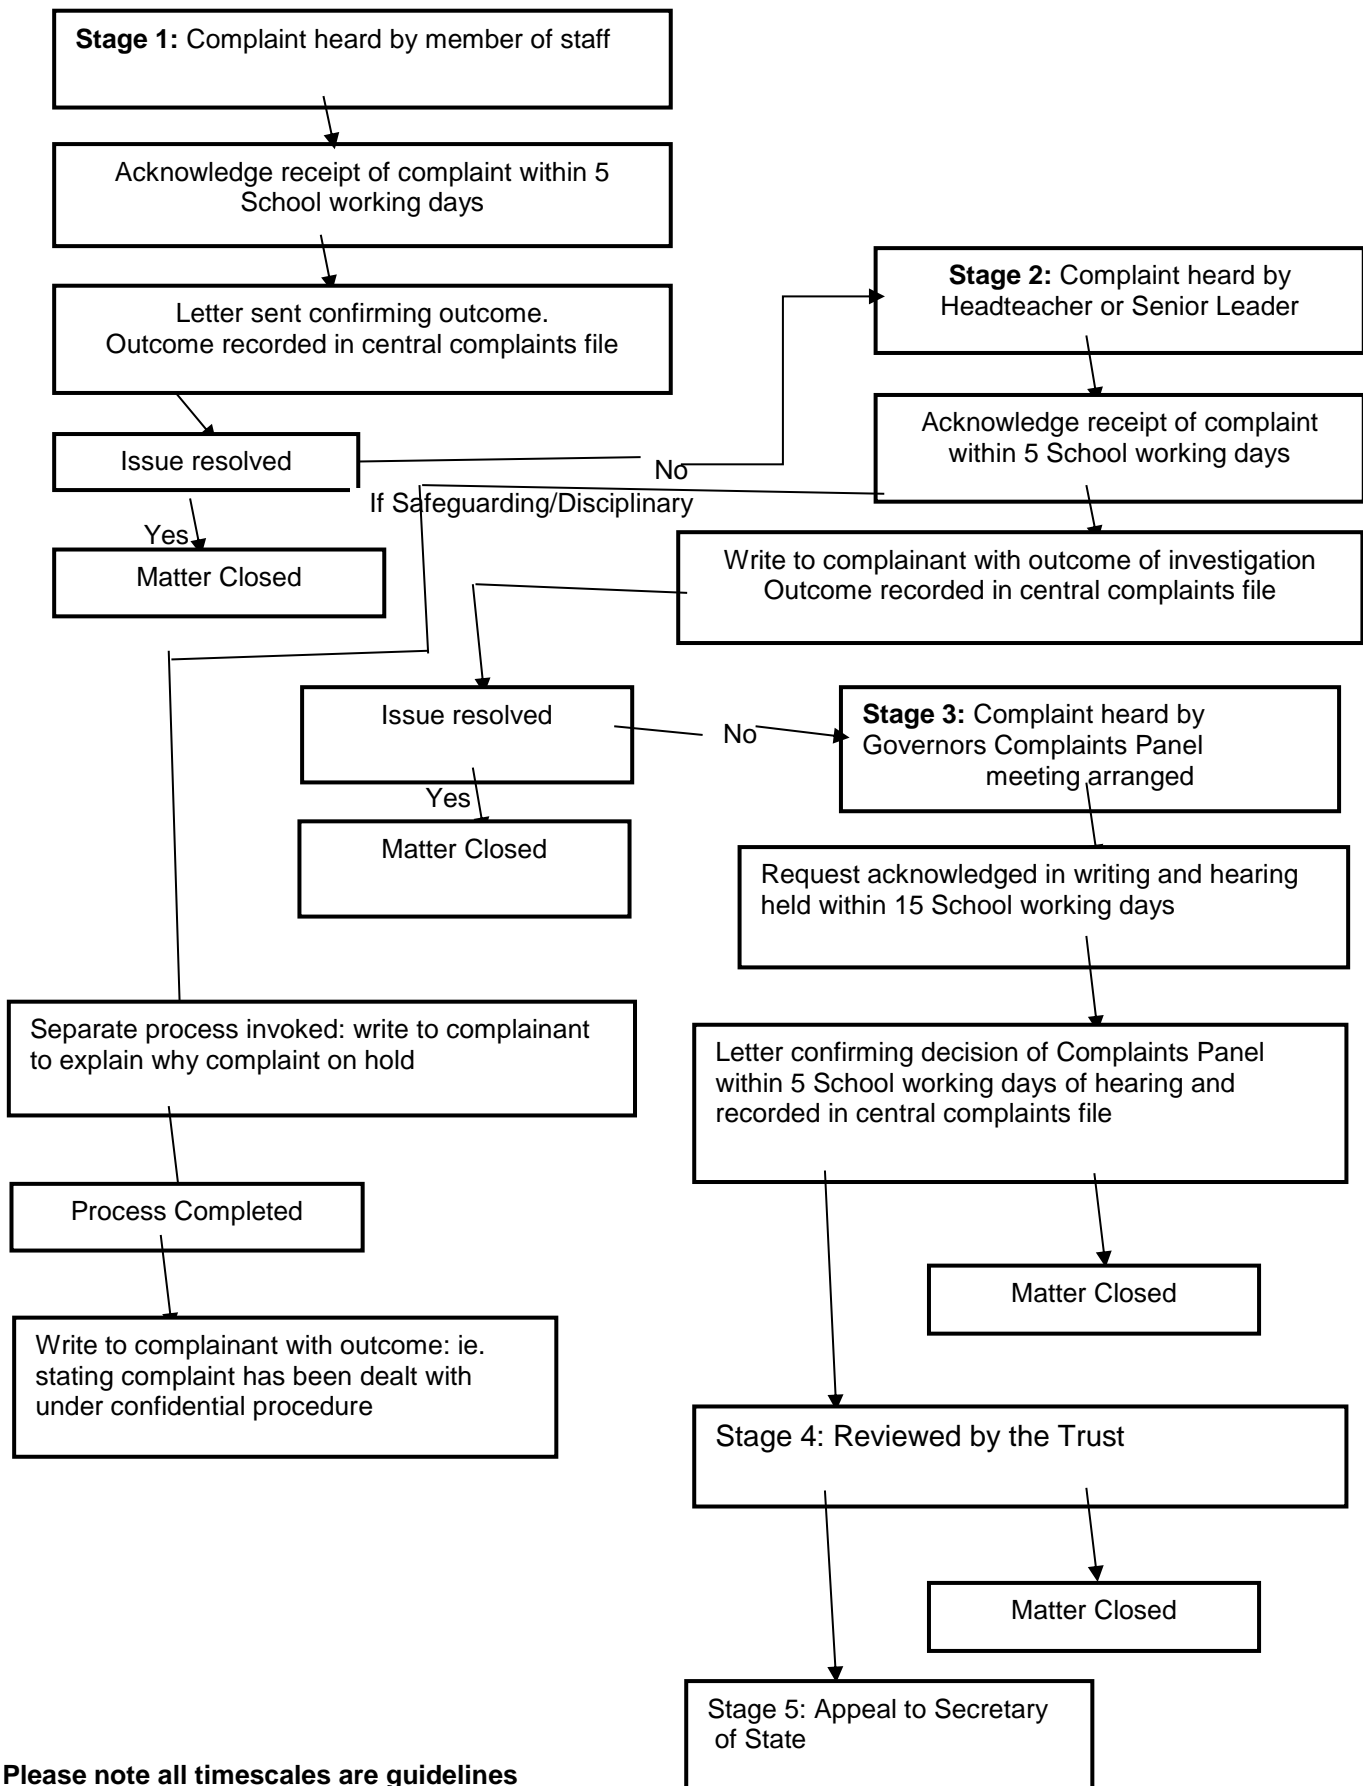 Stage 1: Complaint heard by member of staff
Acknowledge receipt of complaint within 5
School working days
Letter sent confirming outcome.
Outcome recorded in central complaints file
Issue resolved
No
If Safeguarding/Disciplinary
Yes
Matter Closed
Stage 2: Complaint heard by
Headteacher or Senior Leader
Acknowledge receipt of complaint
within 5 School working days
Write to complainant with outcome of investigation
Outcome recorded in central complaints file
Issue resolved
No
Yes
Matter Closed
Stage 3: Complaint heard by
Governors Complaints Panel
meeting arranged
Request acknowledged in writing and hearing
held within 15 School working days
Separate process invoked: write to complainant
to explain why complaint on hold
Process Completed
Write to complainant with outcome: ie.
stating complaint has been dealt with
under confidential procedure
Letter confirming decision of Complaints Panel
within 5 School working days of hearing and
recorded in central complaints file
Matter Closed
Stage 4: Reviewed by the Trust
Matter Closed
Stage 5: Appeal to Secretary
of State
Please note all timescales are guidelines